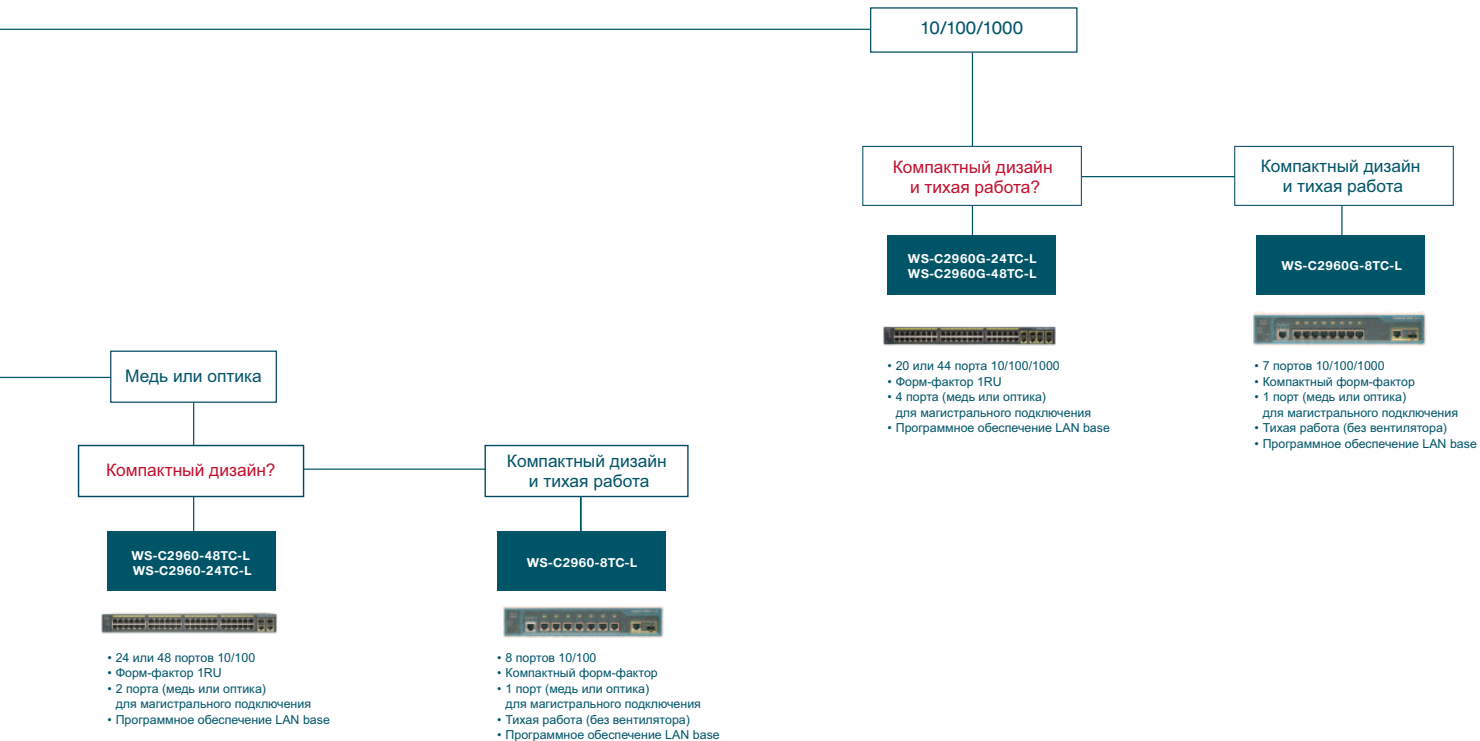 10/100/1000
Компактный дизайн
и тихая работа?
Компактный дизайн
и тихая работа
WS-C2960G-24TC-L
WS-C2960G-48TC-L
WS-C2960G-8TC-L
• 20 или 44 порта 10/100/1000
• Форм-фактор 1RU
• 4 порта (медь или оптика)
для магистрального подключения
• Программное обеспечение LAN base
• 7 портов 10/100/1000
• Компактный форм-фактор
• 1 порт (медь или оптика)
для магистрального подключения
• Тихая работа (без вентилятора)
• Программное обеспечение LAN base
Медь или оптика
Компактный дизайн?
Компактный дизайн
и тихая работа
WS-C2960-48TC-L
WS-C2960-24TC-L
WS-C2960-8TC-L
• 24 или 48 портов 10/100
• Форм-фактор 1RU
• 2 порта (медь или оптика)
для магистрального подключения
• Программное обеспечение LAN base
• 8 портов 10/100
• Компактный форм-фактор
• 1 порт (медь или оптика)
для магистрального подключения
• Тихая работа (без вентилятора)
• Программное обеспечение LAN base